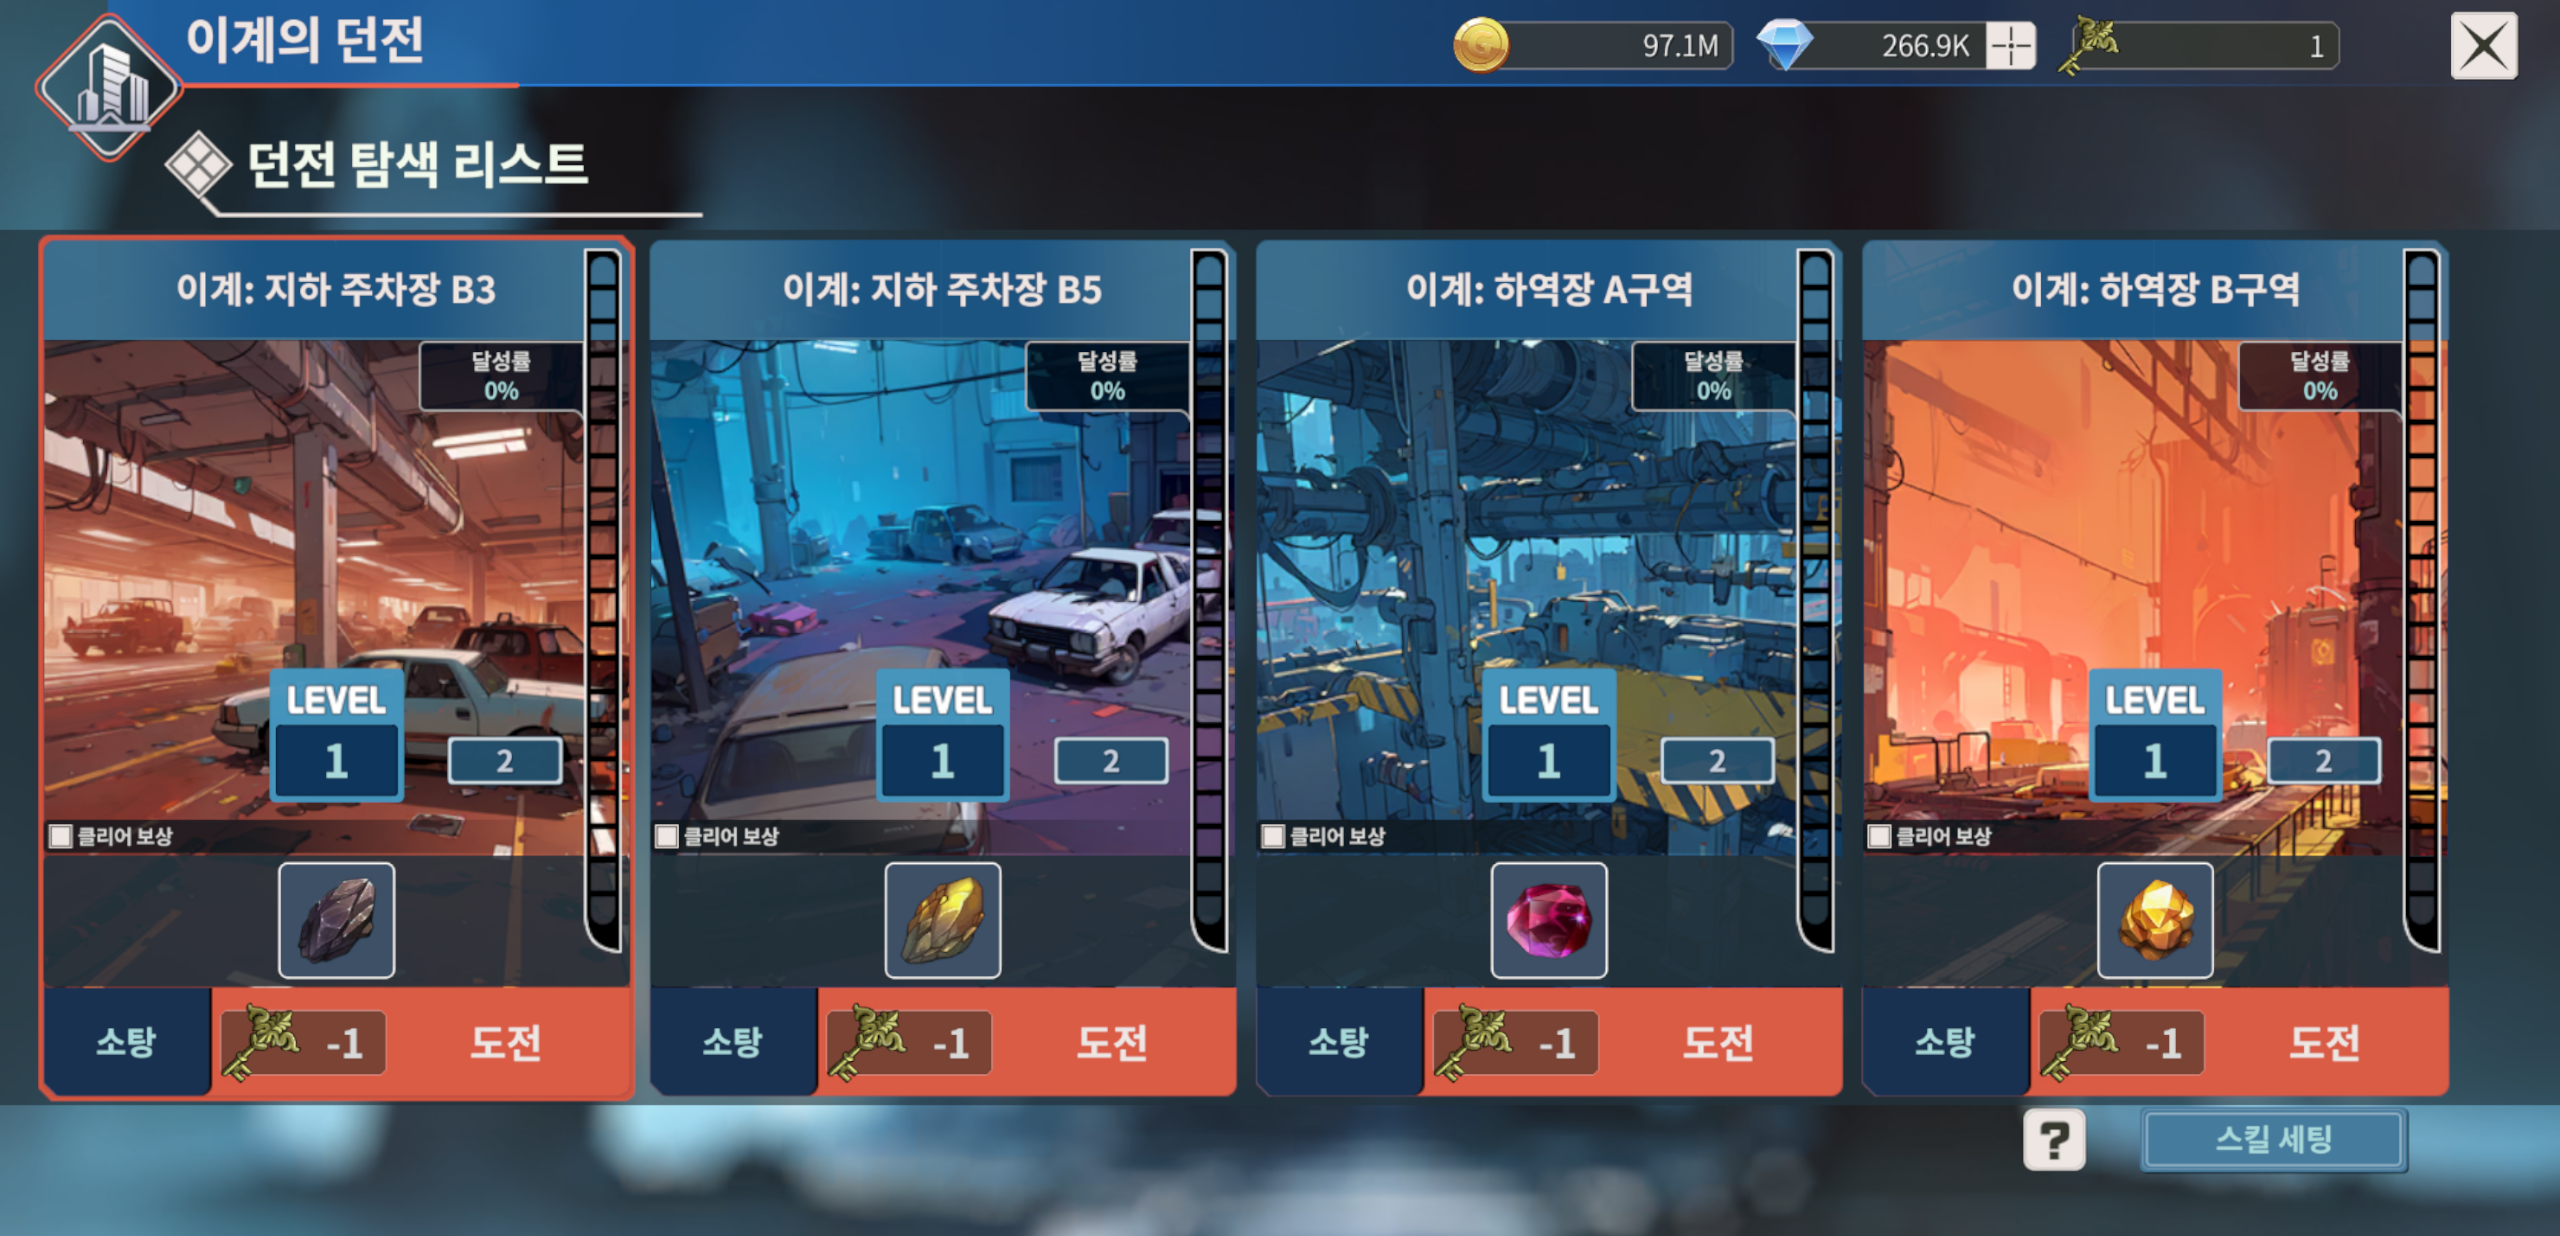 이계의 던전
97.1M
266.9K
1
던전 탐색 리스트
이계: 지하 주차장 B3
달성률
0%
LEVEL
1
2
클리어 보상
소탕
-1
도전
이계: 지하 주차장 B5
달성률
0%
LEVEL
1
2
클리어 보상
소탕
-1
도전
이계: 하역장 A구역
달성률
0%
LEVEL
1
2
클리어 보상
소탕
-1
도전
이계: 하역장 B구역
달성률
0%
LEVEL
1
2
클리어 보상
소탕
-1
도전
?
스킬 세팅